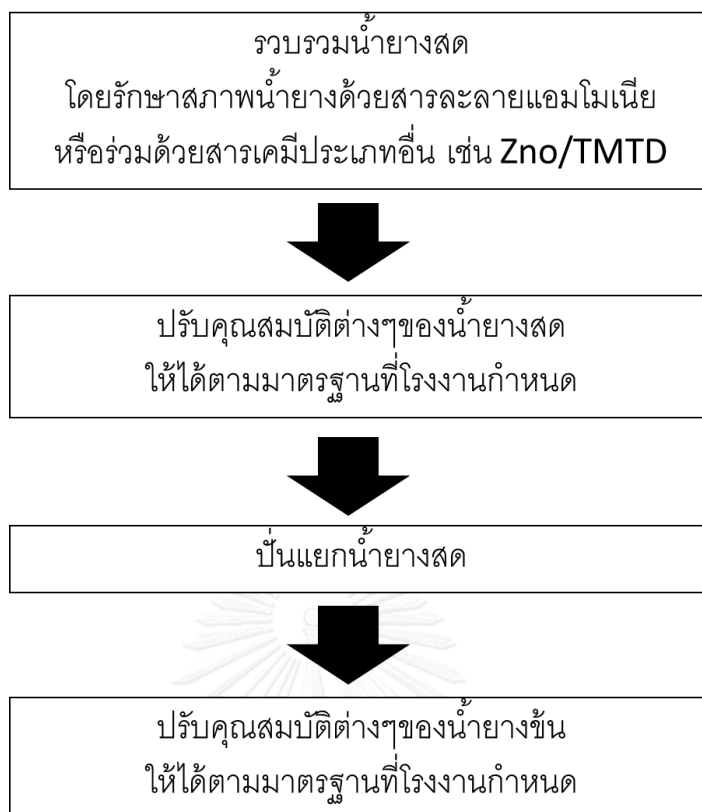 รวบรวมน้ำยางสด
โดยรักษาสภาพน้ำยางด้วยสารละลายแอมโมเนีย
หรือร่วมด้วยสารเคมีประเภทอื่น เช่น Zno/TMTD
ปรับคุณสมบัติต่างๆของน้ำยางสด
ให้ได้ตามมาตรฐานที่โรงงานกำหนด
ปั่นแยกน้ำยางสด
ปรับคุณสมบัติต่างๆของน้ำยางข้น
ให้ได้ตามมาตรฐานที่โรงงานกำหนด